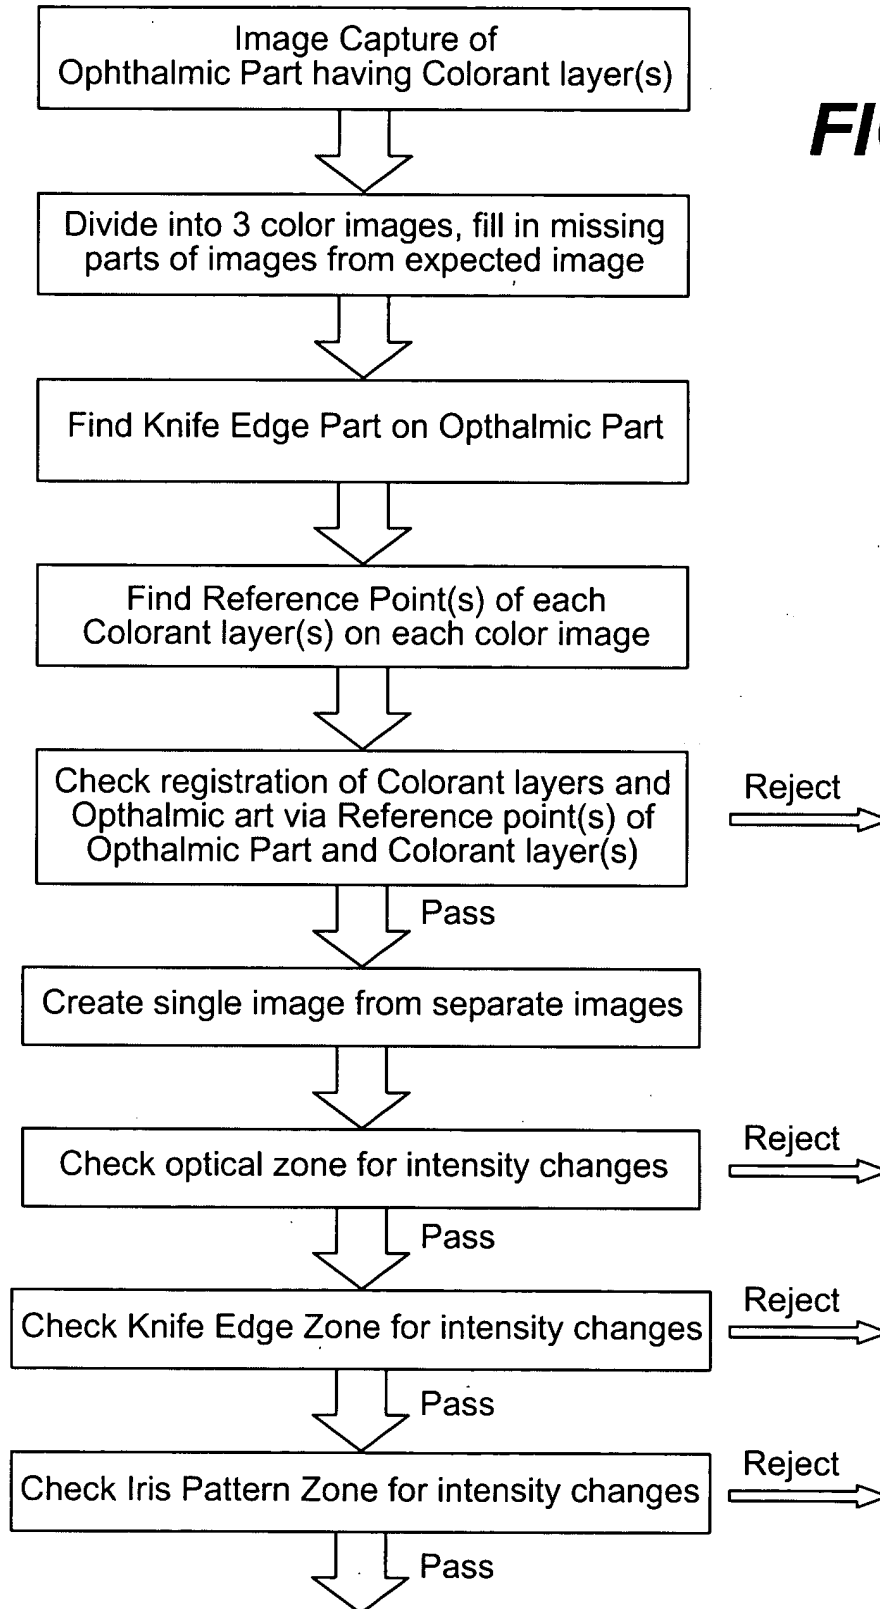 Image Capture of
Ophthalmic Part having Colorant layer(s)
FIG
Divide into 3 color images, fill in missing
parts of images from expected image
Find Knife Edge Part on Opthalmic Part
Find Reference Point(s) of each
Colorant layer(s) on each color image
Check registration of Colorant layers and
Opthalmic art via Reference point(s) of
Opthalmic Part and Colorant layer(s)
Reject
Pass
Create single image from separate images
Check optical zone for intensity changes
Reject
Pass
Check Knife Edge Zone for intensity changes
Reject
Pass
Check Iris Pattern Zone for intensity changes
Reject
Pass